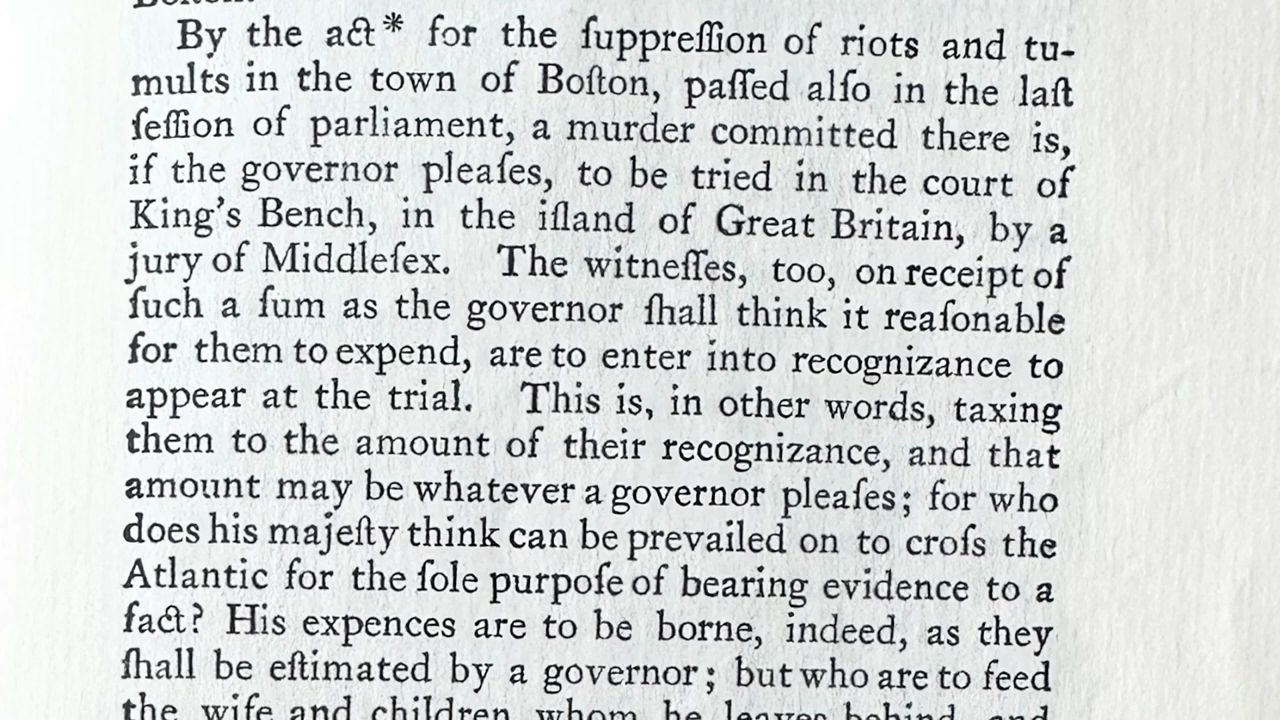 By the act* for the ſuppreſſion of riots and tu-
mults in the town of Boſton, paſſed alſo in the laſt
ſeſſion of parliament, a murder committed there is,
if the governor pleaſes, to be tried in the court of
King's Bench, in the iſland of Great Britain, by a
jury of Middleſex. The witneſſes, too, on receipt of
ſuch a ſum as the governor ſhall think it reaſonable
for them to expend, are to enter into recognizance to
appear at the trial. This is, in other words, taxing
them to the amount of their recognizance, and that
amount may be whatever a governor pleaſes; for who
does his majeſty think can be prevailed on to croſs the
Atlantic for the ſole purpoſe of bearing evidence to a
fact? His expences are to be borne, indeed, as they
ſhall be eſtimated by a governor; but who are to feed
the wife and children whom he leaves behind, and